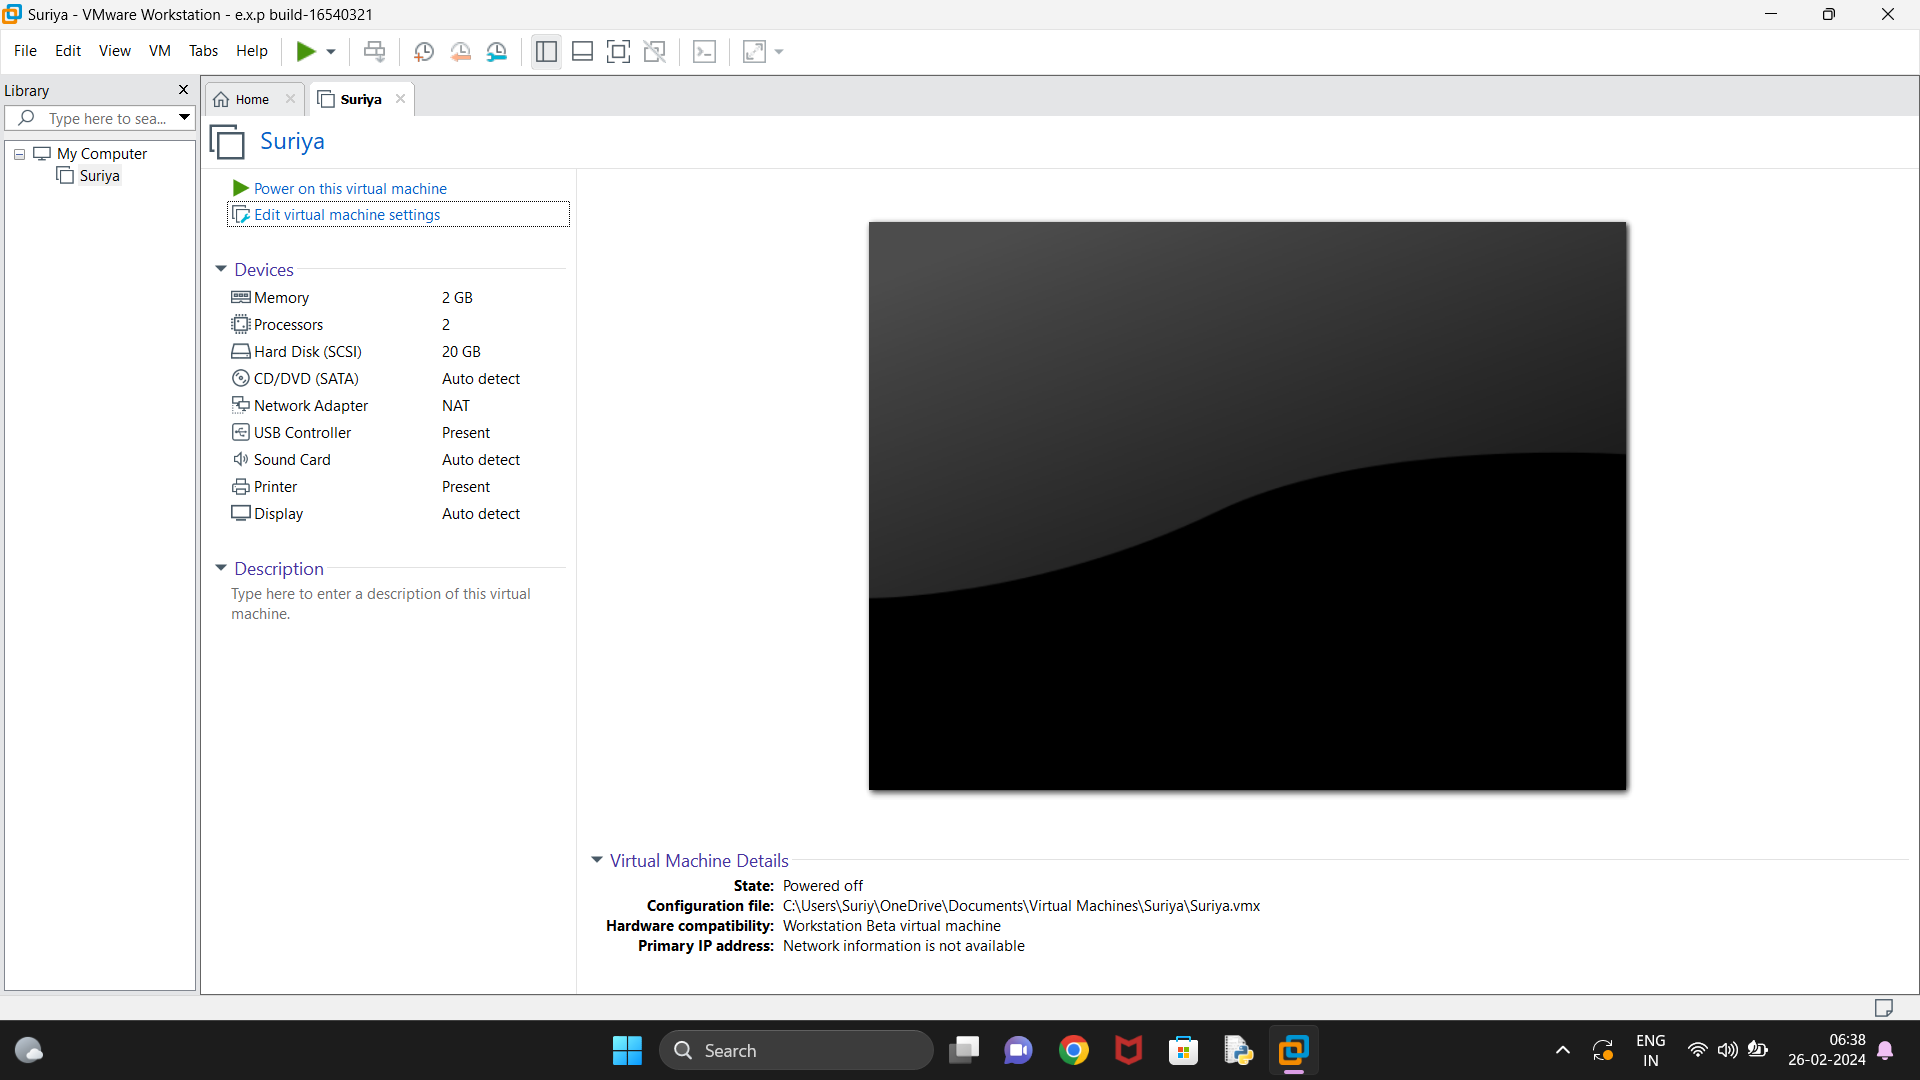 Suriya - VMware Workstation - e.x.p build-16540321
File Edit View VM Tabs Help
Library
Type here to sea...
My Computer
Suriya
Home
Suriya
Suriya
Power on this virtual machine
Edit virtual machine settings
Devices
Memory 2 GB
Processors 2
Hard Disk (SCSI) 20 GB
CD/DVD (SATA) Auto detect
Network Adapter NAT
USB Controller Present
Sound Card Auto detect
Printer Present
Display Auto detect
Description
Type here to enter a description of this virtual
machine.
Virtual Machine Details
State: Powered off
Configuration file: C:\Users\Suriy\OneDrive\Documents\Virtual Machines\Suriya\Suriya.vmx
Hardware compatibility: Workstation Beta virtual machine
Primary IP address: Network information is not available
Search
ENG
IN
06:38
26-02-2024